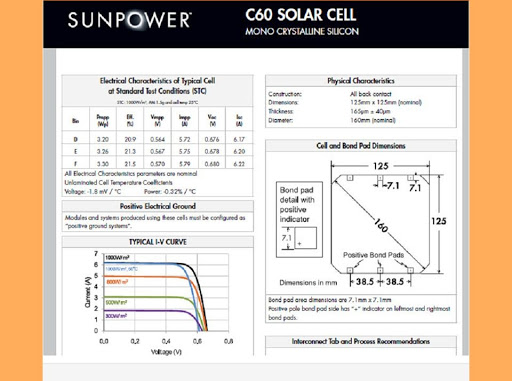 SUNPOWER
C60 SOLAR CELL
MONO CRYSTALLINE SILICON
Electrical Characteristics of Typical Cell
at Standard Test Conditions (STC)
STC: 1000W/m², AM 1.5g and cell temp 25°C
Bin Pmpp (Wp) Eff. (%) Vmpp (V) Impp (A) Voc (V) Isc (A)
D 3.20 20.9 0.564 5.72 0.676 6.17
E 3.26 21.3 0.567 5.75 0.678 6.20
F 3.30 21.5 0.570 5.79 0.680 6.22
All Electrical Characteristics parameters are nominal
Unlaminated Cell Temperature Coefficients
Voltage: -1.8 mV / °C Power: -0.32% / °C
Positive Electrical Ground
Modules and systems produced using these cells must be configured as
"positive ground systems".
TYPICAL I-V CURVE
Current (A)
7
6
5
4
3
2
1
0
1000W/m²
1000W/m², 50°C
800W/m²
500W/m²
300W/m²
0,0 0,2 0,4 0,6 0,8
Voltage (V)
Physical Characteristics
Construction: All back contact
Dimensions: 125mm x 125mm (nominal)
Thickness: 165µm ± 40µm
Diameter: 160mm (nominal)
Cell and Bond Pad Dimensions
125
7.1 7.1
Bond pad
detail with
positive
indicator
7.1
+
160
125
Positive Bond Pads
Dimensions in mm
38.5 38.5
Bond pad area dimensions are 7.1mm x 7.1mm
Positive pole bond pad side has "+" indicator on leftmost and rightmost
bond pads.
Interconnect Tab and Process Recommendations